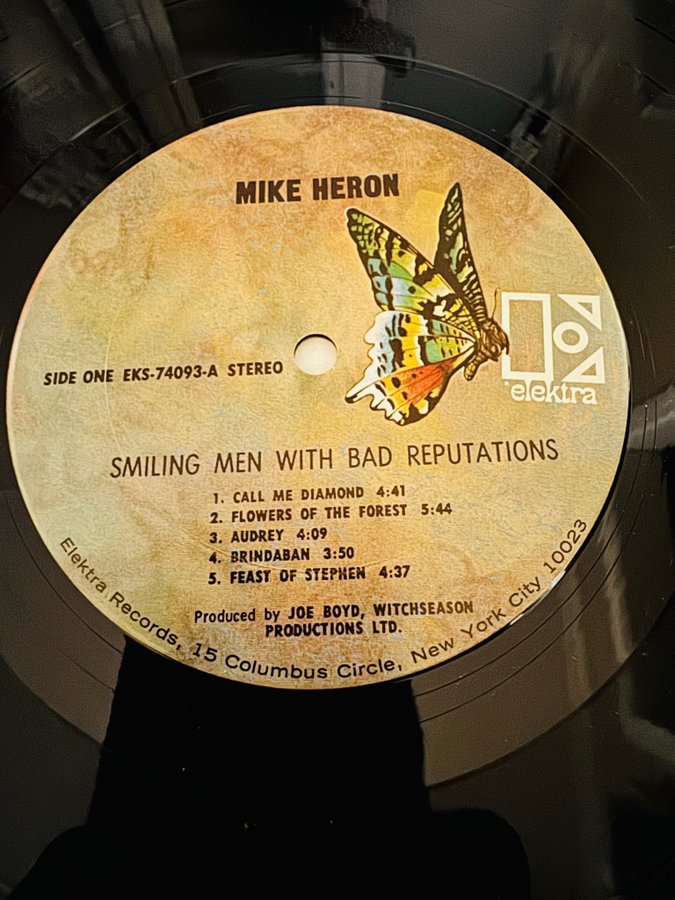 MIKE HERON
elektra
SIDE ONE EKS-74093-A STEREO
SMILING MEN WITH BAD REPUTATIONS
1. CALL ME DIAMOND 4:41
2. FLOWERS OF THE FOREST 5:44
3. AUDREY 4:09
4. BRINDABAN 3:50
5. FEAST OF STEPHEN 4:37
Produced by JOE BOYD, WITCHSEASON
PRODUCTIONS LTD.
Elektra Records, 15 Columbus Circle, New York City 10023